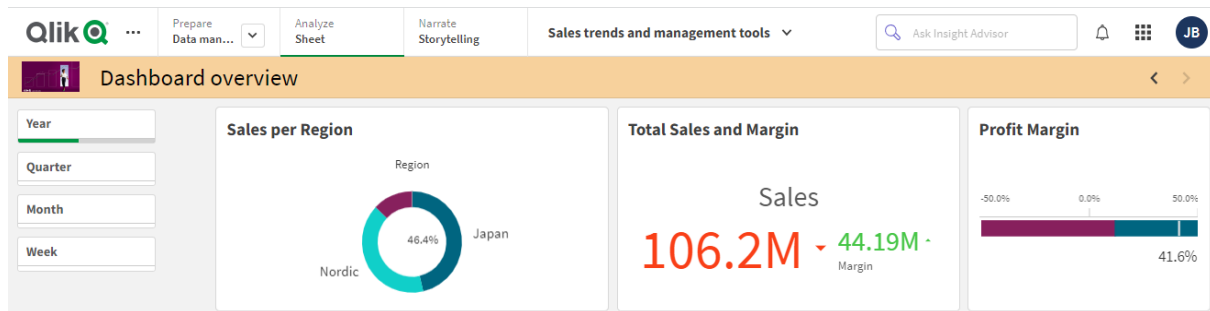 Qlik
...
Prepare
Data man...
Analyze
Sheet
Narrate
Storytelling
Sales trends and management tools
Ask Insight Advisor
JB
Dashboard overview
Year
Quarter
Month
Week
Sales per Region
Region
46.4%
Japan
Nordic
Total Sales and Margin
Sales
106.2M
44.19M
Margin
Profit Margin
-50.0% 0.0% 50.0%
41.6%